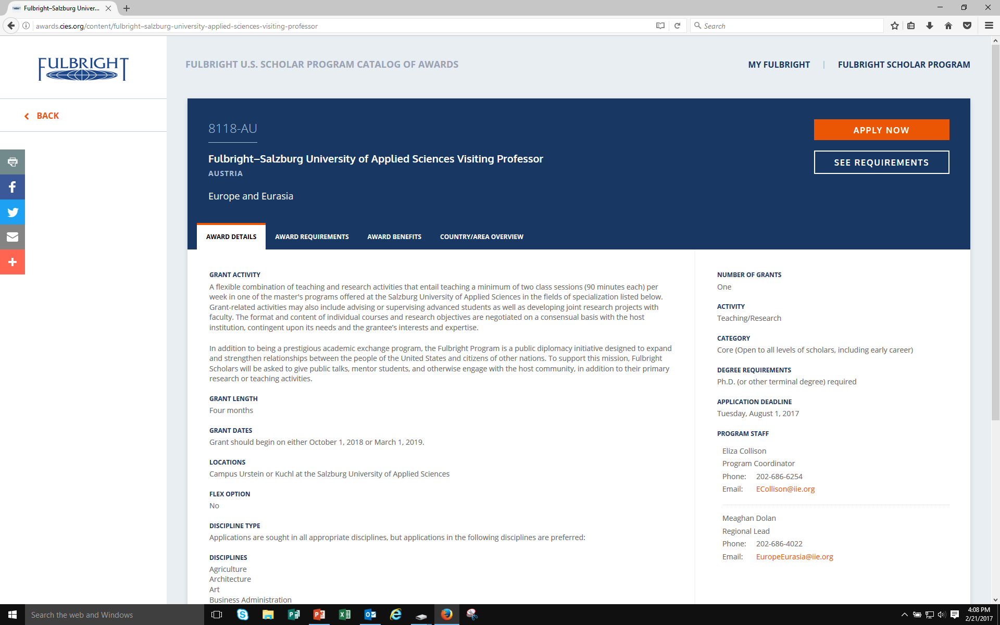 Fulbright–Salzburg Univer...
awards.cies.org/content/fulbright–salzburg-university-applied-sciences-visiting-professor
Search
FULBRIGHT
FULBRIGHT U.S. SCHOLAR PROGRAM CATALOG OF AWARDS
MY FULBRIGHT | FULBRIGHT SCHOLAR PROGRAM
BACK
8118-AU
APPLY NOW
SEE REQUIREMENTS
Fulbright–Salzburg University of Applied Sciences Visiting Professor
AUSTRIA
Europe and Eurasia
AWARD DETAILS AWARD REQUIREMENTS AWARD BENEFITS COUNTRY/AREA OVERVIEW
GRANT ACTIVITY
A flexible combination of teaching and research activities that entail teaching a minimum of two class sessions (90 minutes each) per
week in one of the master's programs offered at the Salzburg University of Applied Sciences in the fields of specialization listed below.
Grant-related activities may also include advising or supervising advanced students as well as developing joint research projects with
faculty. The format and content of individual courses and research objectives are negotiated on a consensual basis with the host
institution, contingent upon its needs and the grantee’s interests and expertise.
In addition to being a prestigious academic exchange program, the Fulbright Program is a public diplomacy initiative designed to expand
and strengthen relationships between the people of the United States and citizens of other nations. To support this mission, Fulbright
Scholars will be asked to give public talks, mentor students, and otherwise engage with the host community, in addition to their primary
research or teaching activities.
GRANT LENGTH
Four months
GRANT DATES
Grant should begin on either October 1, 2018 or March 1, 2019.
LOCATIONS
Campus Urstein or Kuchl at the Salzburg University of Applied Sciences
FLEX OPTION
No
DISCIPLINE TYPE
Applications are sought in all appropriate disciplines, but applications in the following disciplines are preferred:
DISCIPLINES
Agriculture
Architecture
Art
Business Administration
NUMBER OF GRANTS
One
ACTIVITY
Teaching/Research
CATEGORY
Core (Open to all levels of scholars, including early career)
DEGREE REQUIREMENTS
Ph.D. (or other terminal degree) required
APPLICATION DEADLINE
Tuesday, August 1, 2017
PROGRAM STAFF
Eliza Collison
Program Coordinator
Phone: 202-686-6254
Email: ECollison@iie.org
Meaghan Dolan
Regional Lead
Phone: 202-686-4022
Email: EuropeEurasia@iie.org
Search the web and Windows
4:08 PM
2/21/2017